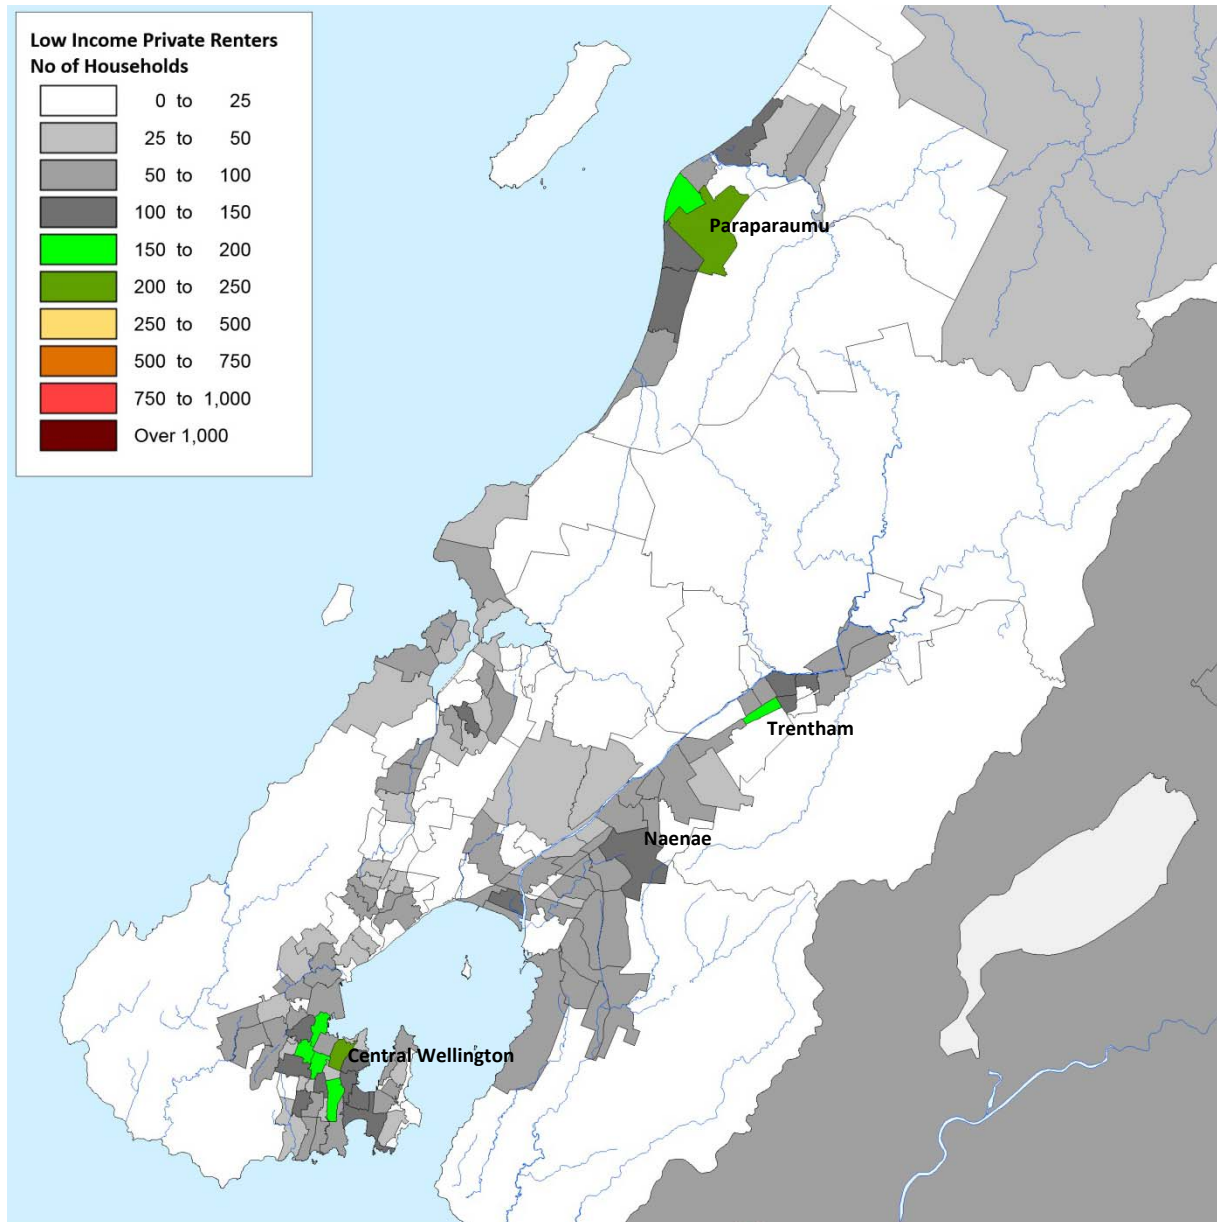 Low Income Private Renters
No of Households
0 to 25
25 to 50
50 to 100
100 to 150
150 to 200
200 to 250
250 to 500
500 to 750
750 to 1,000
Over 1,000
Paraparaumu
Trentham
Naenae
Central Wellington